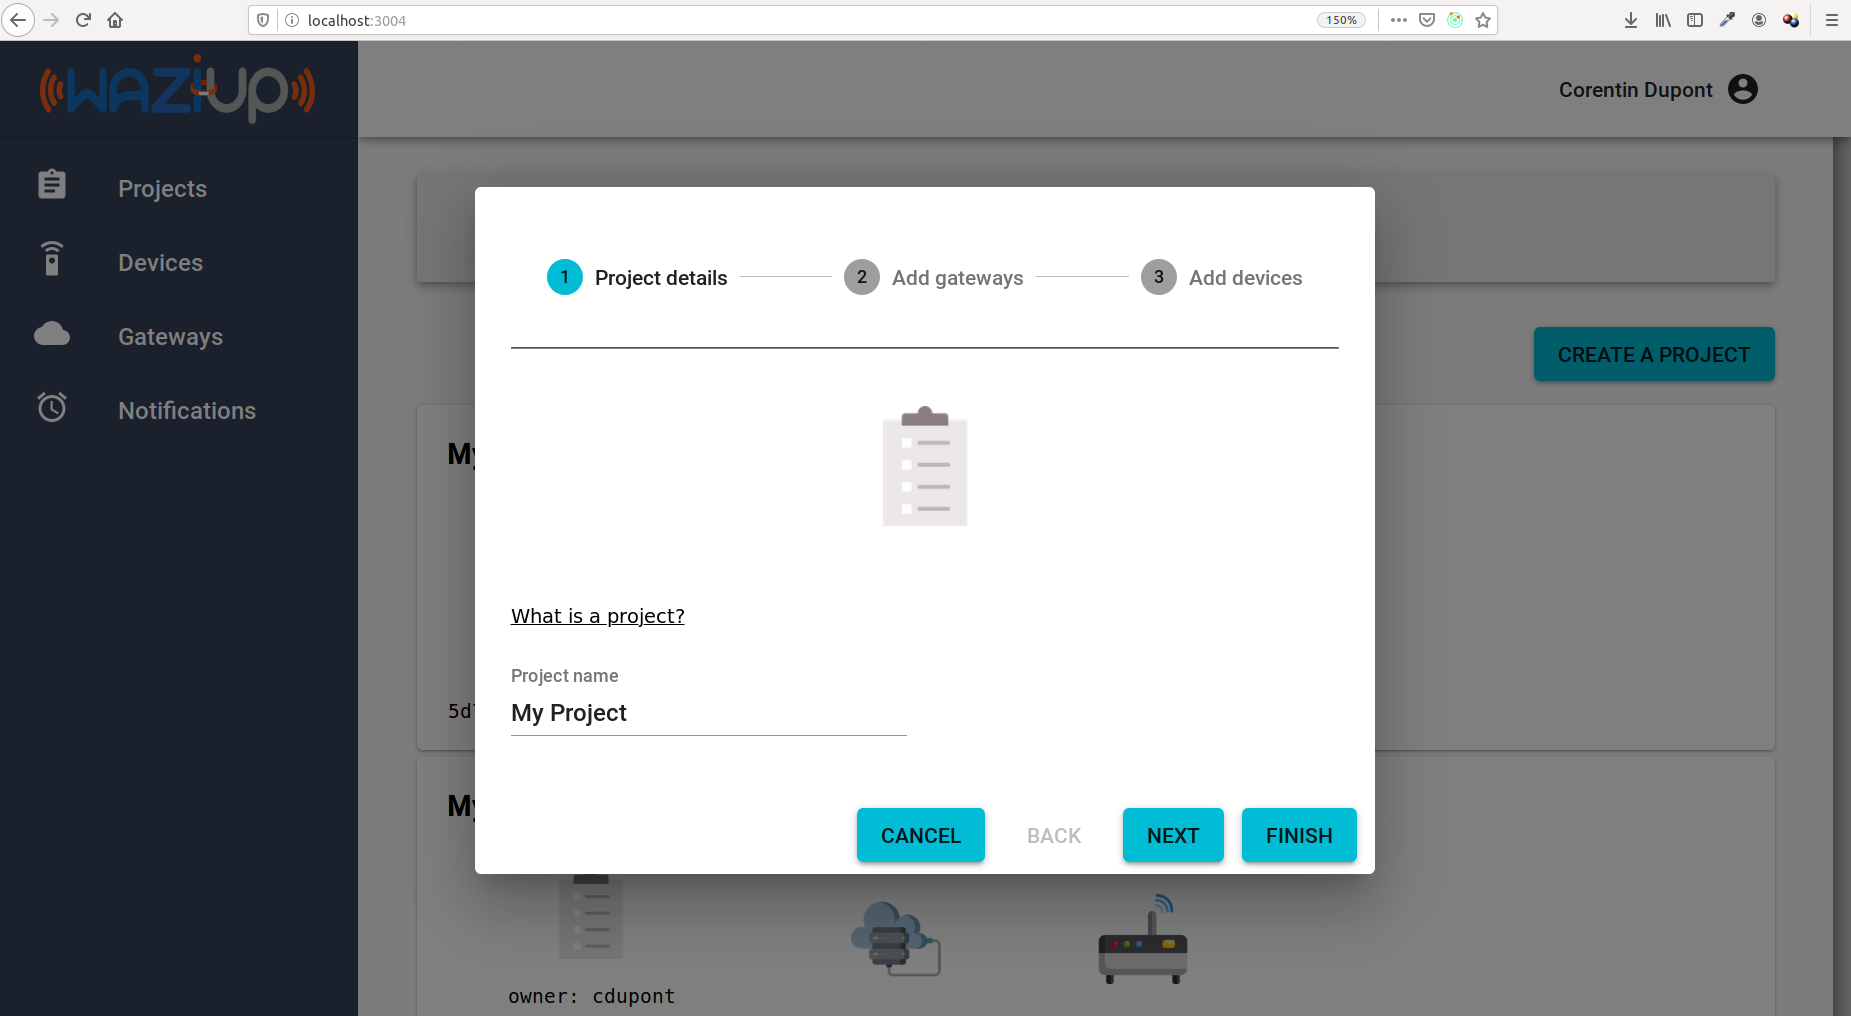 localhost:3004
150%
WAZIUP
Corentin Dupont
Projects
Devices
Gateways
Notifications
1 Project details
2 Add gateways
3 Add devices
CREATE A PROJECT
My
What is a project?
Project name
My Project
5d
My
CANCEL BACK NEXT FINISH
owner: cdupont